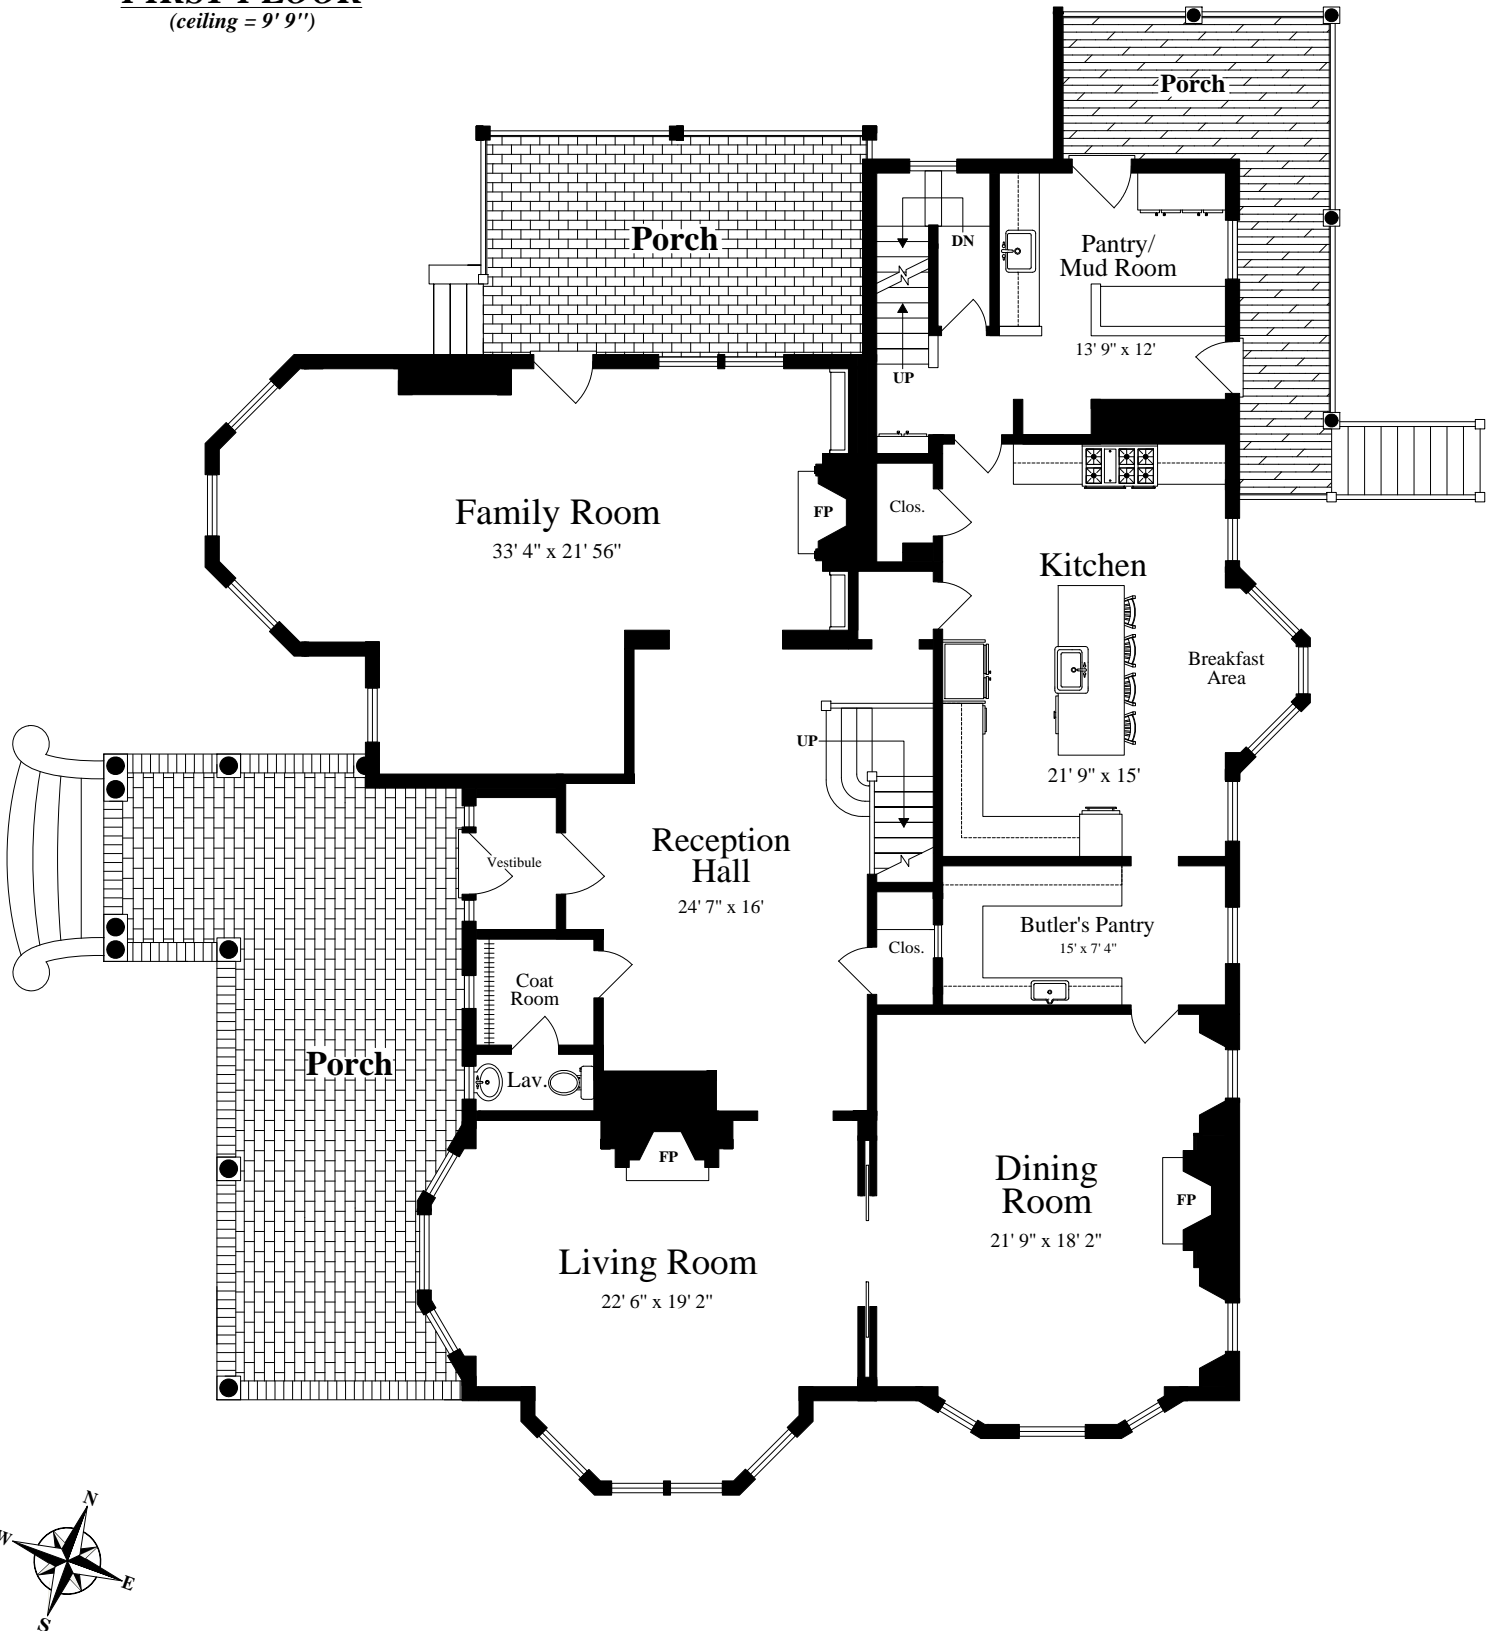 FIRST FLOOR
(ceiling = 9' 9")
Porch
Porch
DN
UP
Pantry/
Mud Room
13' 9" x 12'
Family Room
33' 4" x 21' 56"
FP
Clos.
Kitchen
21' 9" x 15'
Breakfast
Area
UP
Vestibule
Reception
Hall
24' 7" x 16'
Butler's Pantry
15' x 7' 4"
Clos.
Coat
Room
Lav.
Porch
FP
Living Room
22' 6" x 19' 2"
Dining
Room
21' 9" x 18' 2"
FP
N
W
E
S